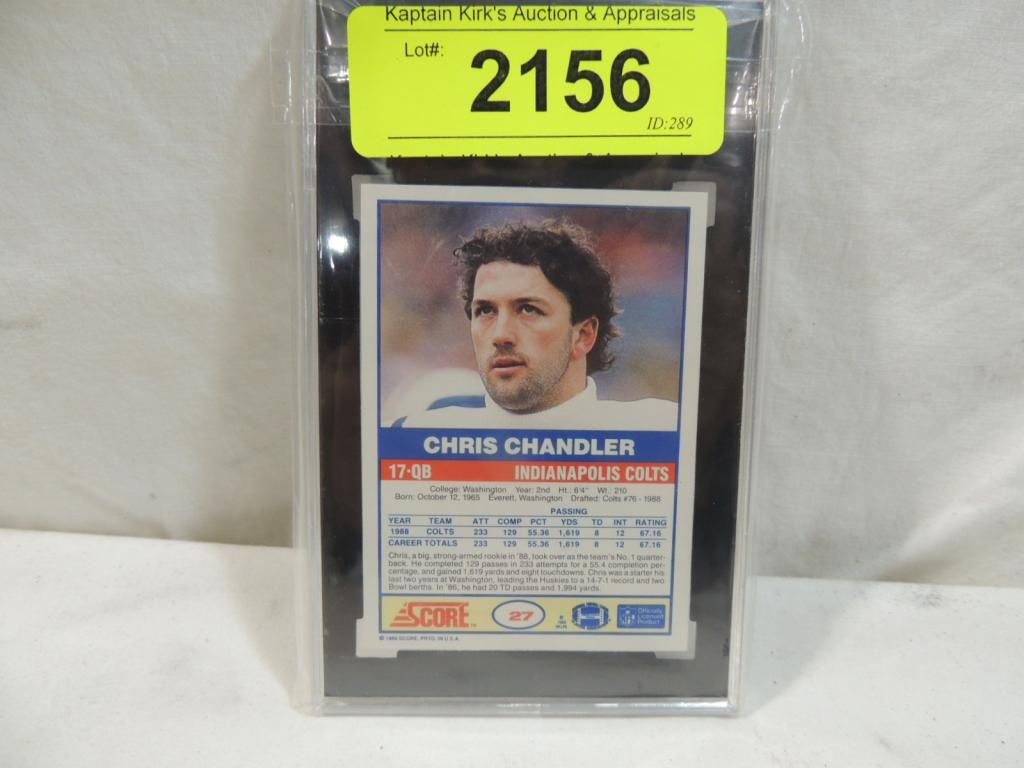 Kaptain Kirk's Auction & Appraisals
Lot#:
2156
ID:289
CHRIS CHANDLER
17·QB INDIANAPOLIS COLTS
College: Washington Year: 2nd Ht.: 6'4" Wt.: 210
Born: October 12, 1965 Everett, Washington Drafted: Colts #76 - 1988
PASSING
YEAR TEAM ATT COMP PCT YDS TD INT RATING
1988 COLTS 233 129 55.36 1,619 8 12 67.16
CAREER TOTALS 233 129 55.36 1,619 8 12 67.16
Chris, a big, strong-armed rookie in '88, took over as the team's No. 1 quarter-
back. He completed 129 passes in 233 attempts for a 55.4 completion per-
centage, and gained 1,619 yards and eight touchdowns. Chris was a starter his
last two years at Washington, leading the Huskies to a 14-7-1 record and two
Bowl berths. In '86, he had 20 TD passes and 1,994 yards.
SCORE™ 27
Officially
Licensed
Product
© 1989 SCORE, PRTD. IN U.S.A.